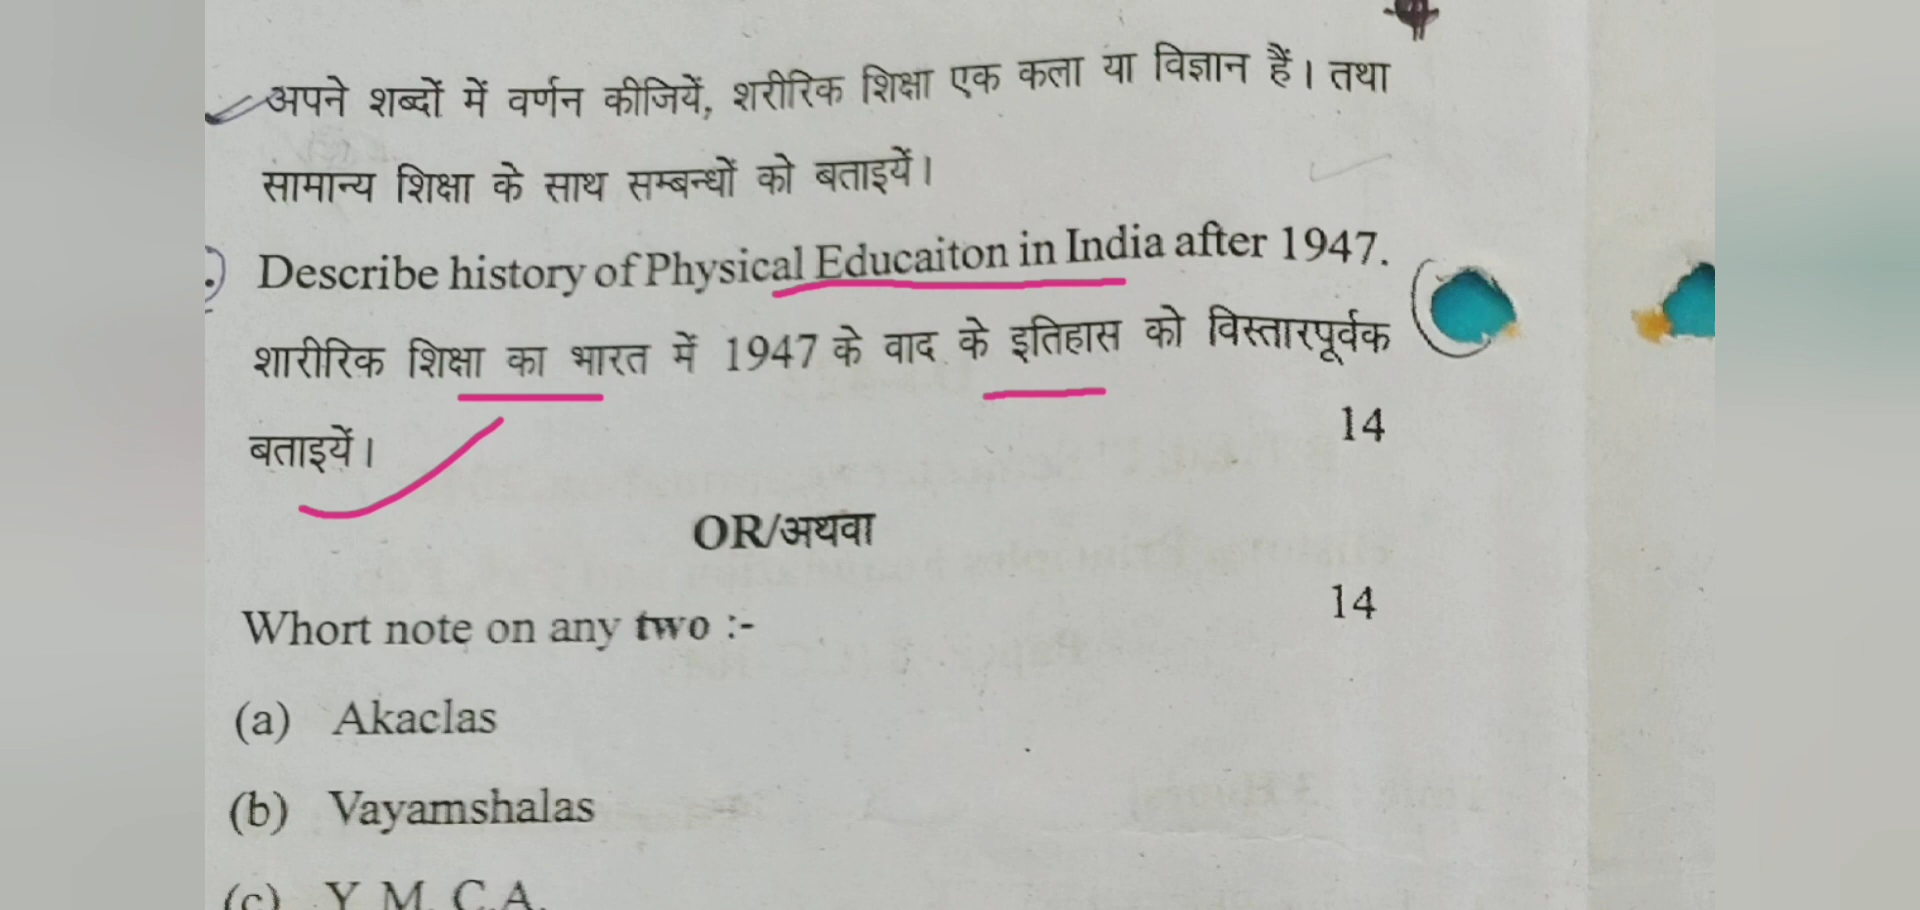 अपने शब्दों में वर्णन कीजियें, शरीरिक शिक्षा एक कला या विज्ञान हैं। तथा
सामान्य शिक्षा के साथ सम्बन्धों को बताइयें।
Describe history of Physical Educaiton in India after 1947.
शारीरिक शिक्षा का भारत में 1947 के वाद के इतिहास को विस्तारपूर्वक
बताइयें। 14
OR/अथवा
Whort note on any two :- 14
(a) Akaclas
(b) Vayamshalas
(c) Y. M. C.A.